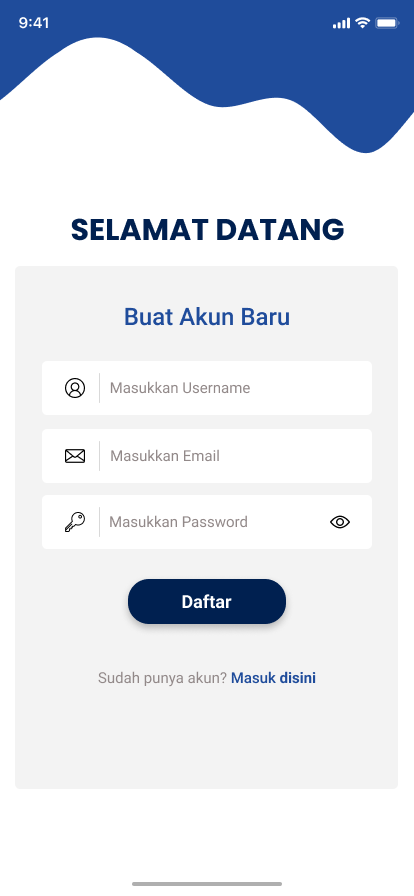 9:41
SELAMAT DATANG
Buat Akun Baru
Masukkan Username
Masukkan Email
Masukkan Password
Daftar
Sudah punya akun? Masuk disini